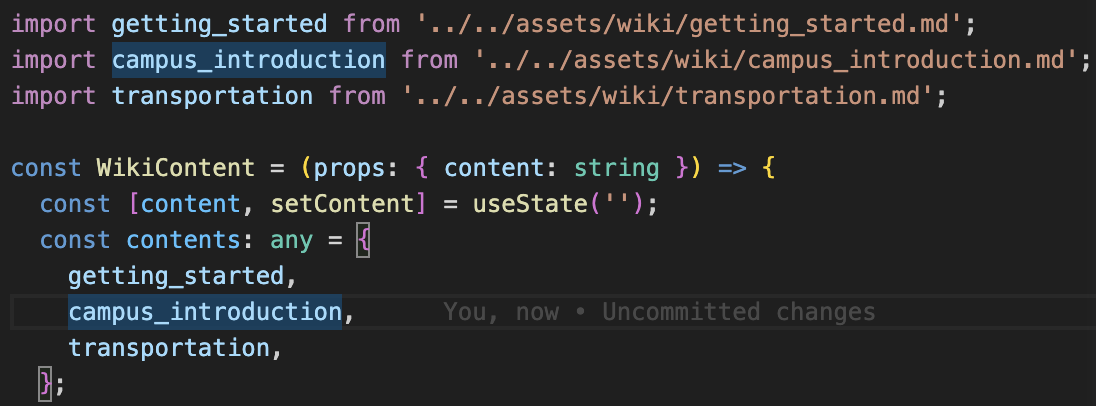 import getting_started from '../../assets/wiki/getting_started.md';
import campus_introduction from '../../assets/wiki/campus_introduction.md';
import transportation from '../../assets/wiki/transportation.md';
const WikiContent = (props: { content: string }) => {
const [content, setContent] = useState('');
const contents: any = {
getting_started,
campus_introduction, You, now • Uncommitted changes
transportation,
};